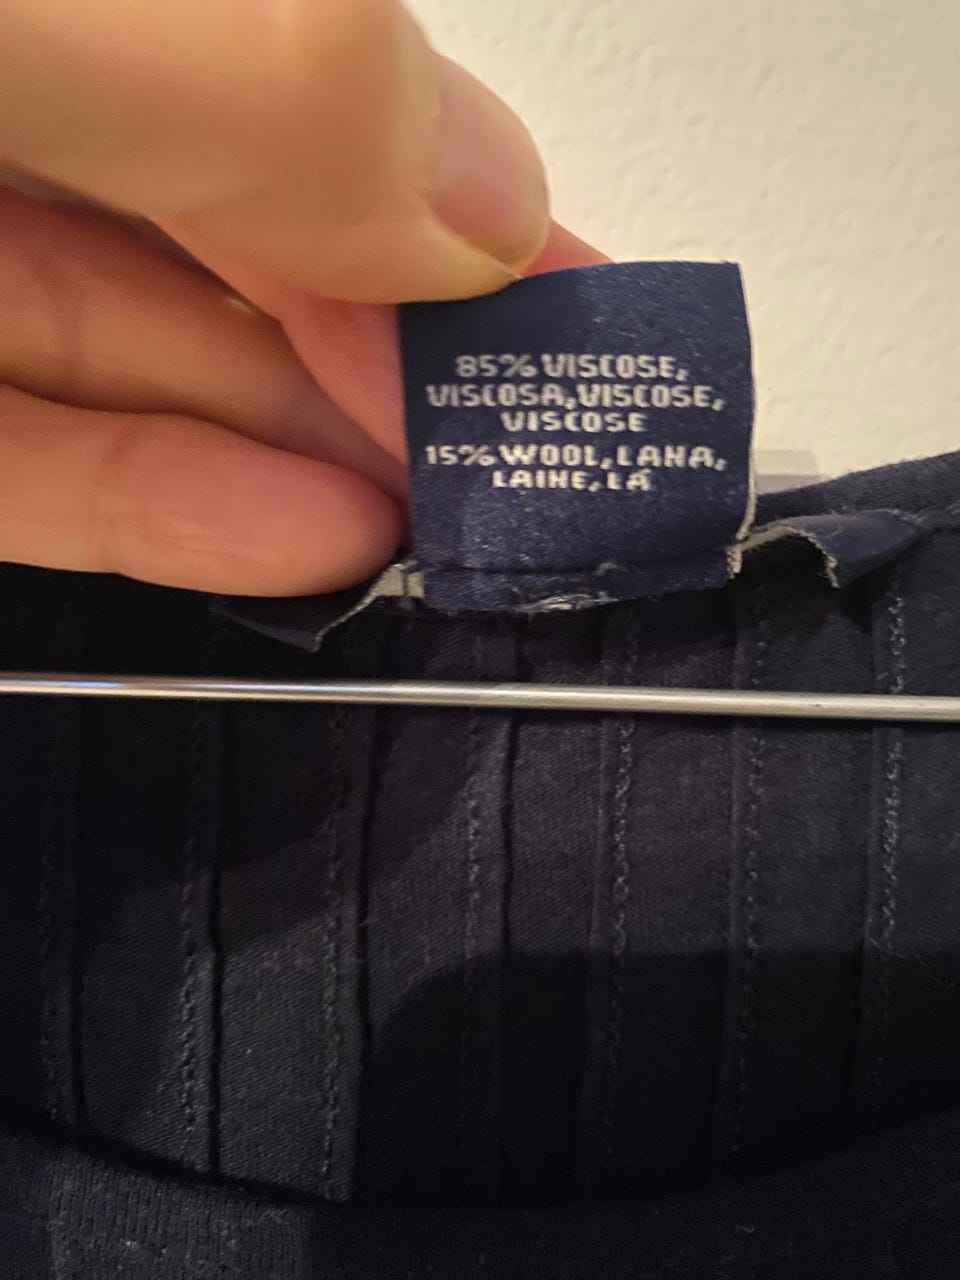 85% VISCOSE,
VISCOSA, VISCOSE,
VISCOSE
15% WOOL, LANA,
LAINE, LÃ